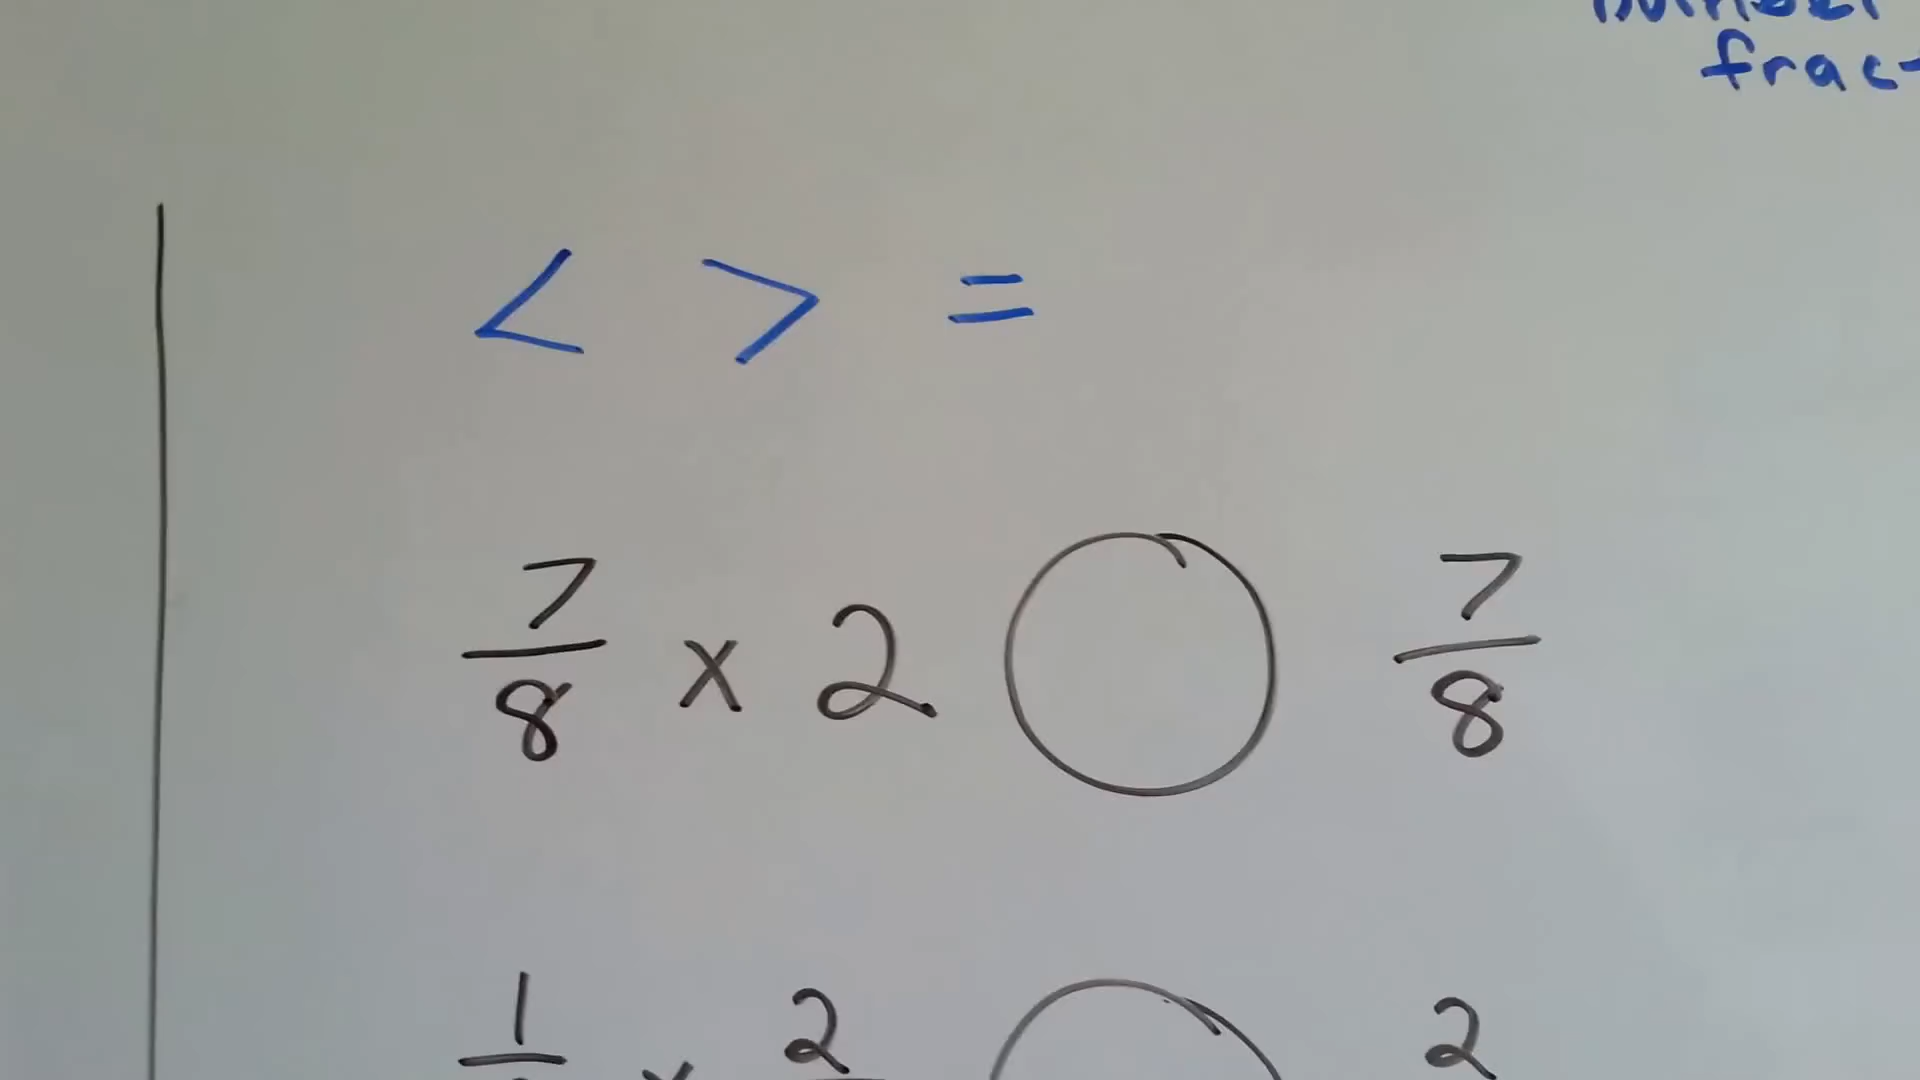 frac
< > =
7/8 x 2 ◯ 7/8
1 x 2 ◯ 2